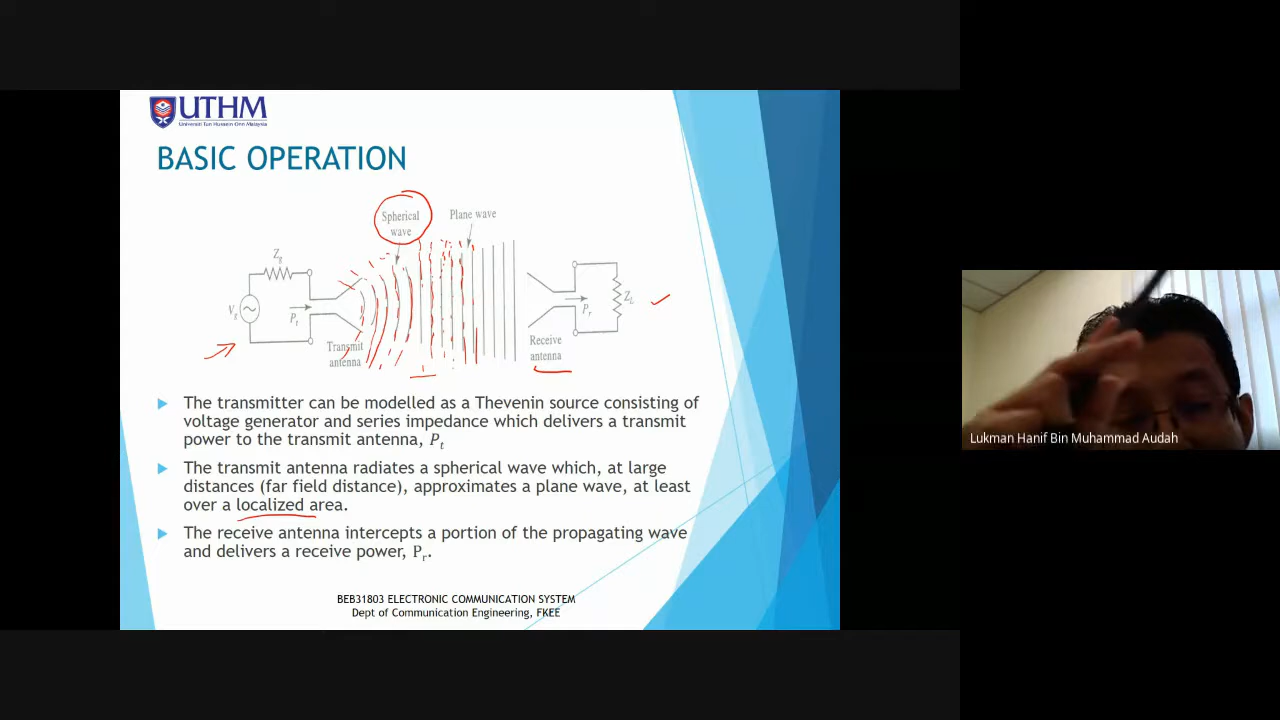 UTHM
Universiti Tun Hussein Onn Malaysia
BASIC OPERATION
Spherical
wave
Plane wave
Zg
Vg
Pt
Transmit
antenna
Pr
ZL
Receive
antenna
The transmitter can be modelled as a Thevenin source consisting of
voltage generator and series impedance which delivers a transmit
power to the transmit antenna, Pt
The transmit antenna radiates a spherical wave which, at large
distances (far field distance), approximates a plane wave, at least
over a localized area.
The receive antenna intercepts a portion of the propagating wave
and delivers a receive power, Pr.
BEB31803 ELECTRONIC COMMUNICATION SYSTEM
Dept of Communication Engineering, FKEE
Lukman Hanif Bin Muhammad Audah